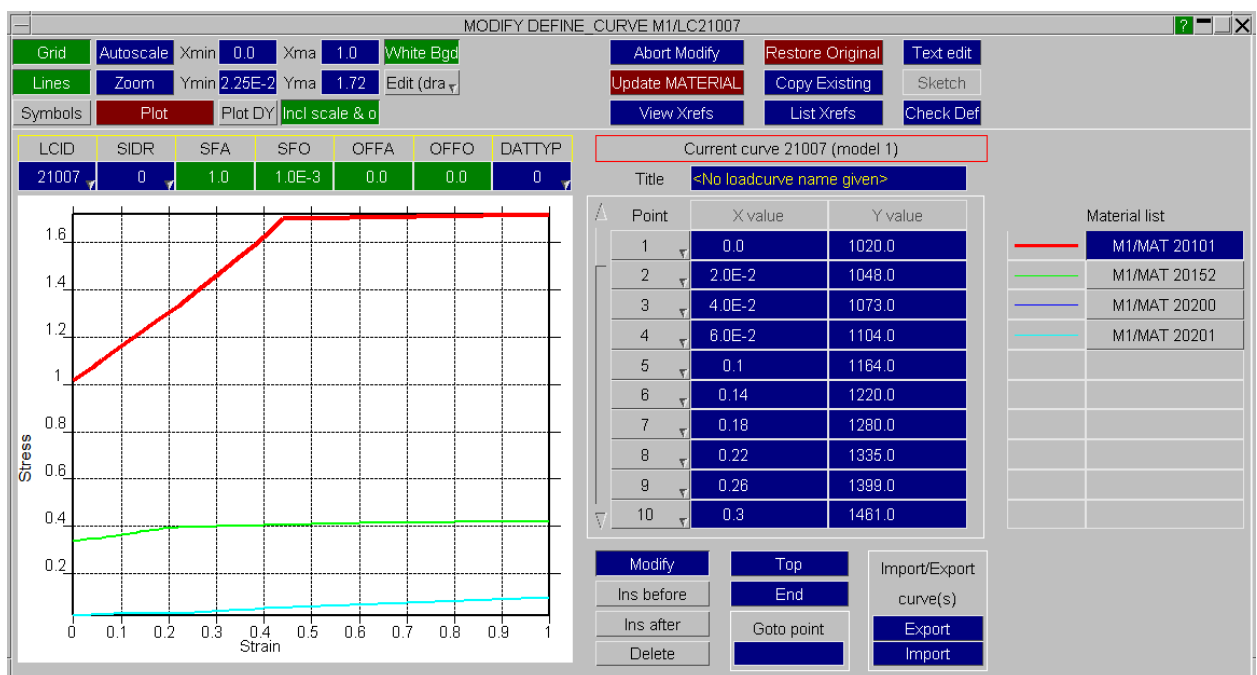 MODIFY DEFINE_CURVE M1/LC21007 ?
Grid Autoscale Xmin 0.0 Xma 1.0 White Bgd Abort Modify Restore Original Text edit
Lines Zoom Ymin 2.25E-2 Yma 1.72 Edit (dra Update MATERIAL Copy Existing Sketch
Symbols Plot Plot DY Incl scale & o View Xrefs List Xrefs Check Def
LCID SIDR SFA SFO OFFA OFFO DATTYP
21007 0 1.0 1.0E-3 0.0 0.0 0
Current curve 21007 (model 1)
Title <No loadcurve name given>
Point X value Y value
1 0.0 1020.0
2 2.0E-2 1048.0
3 4.0E-2 1073.0
4 6.0E-2 1104.0
5 0.1 1164.0
6 0.14 1220.0
7 0.18 1280.0
8 0.22 1335.0
9 0.26 1399.0
10 0.3 1461.0
Material list
M1/MAT 20101
M1/MAT 20152
M1/MAT 20200
M1/MAT 20201
1.6
1.4
1.2
1
0.8
0.6
0.4
0.2
Stress
0 0.1 0.2 0.3 0.4 0.5 0.6 0.7 0.8 0.9 1
Strain
Modify Top
Ins before End
Ins after Goto point
Delete
Import/Export
curve(s)
Export
Import